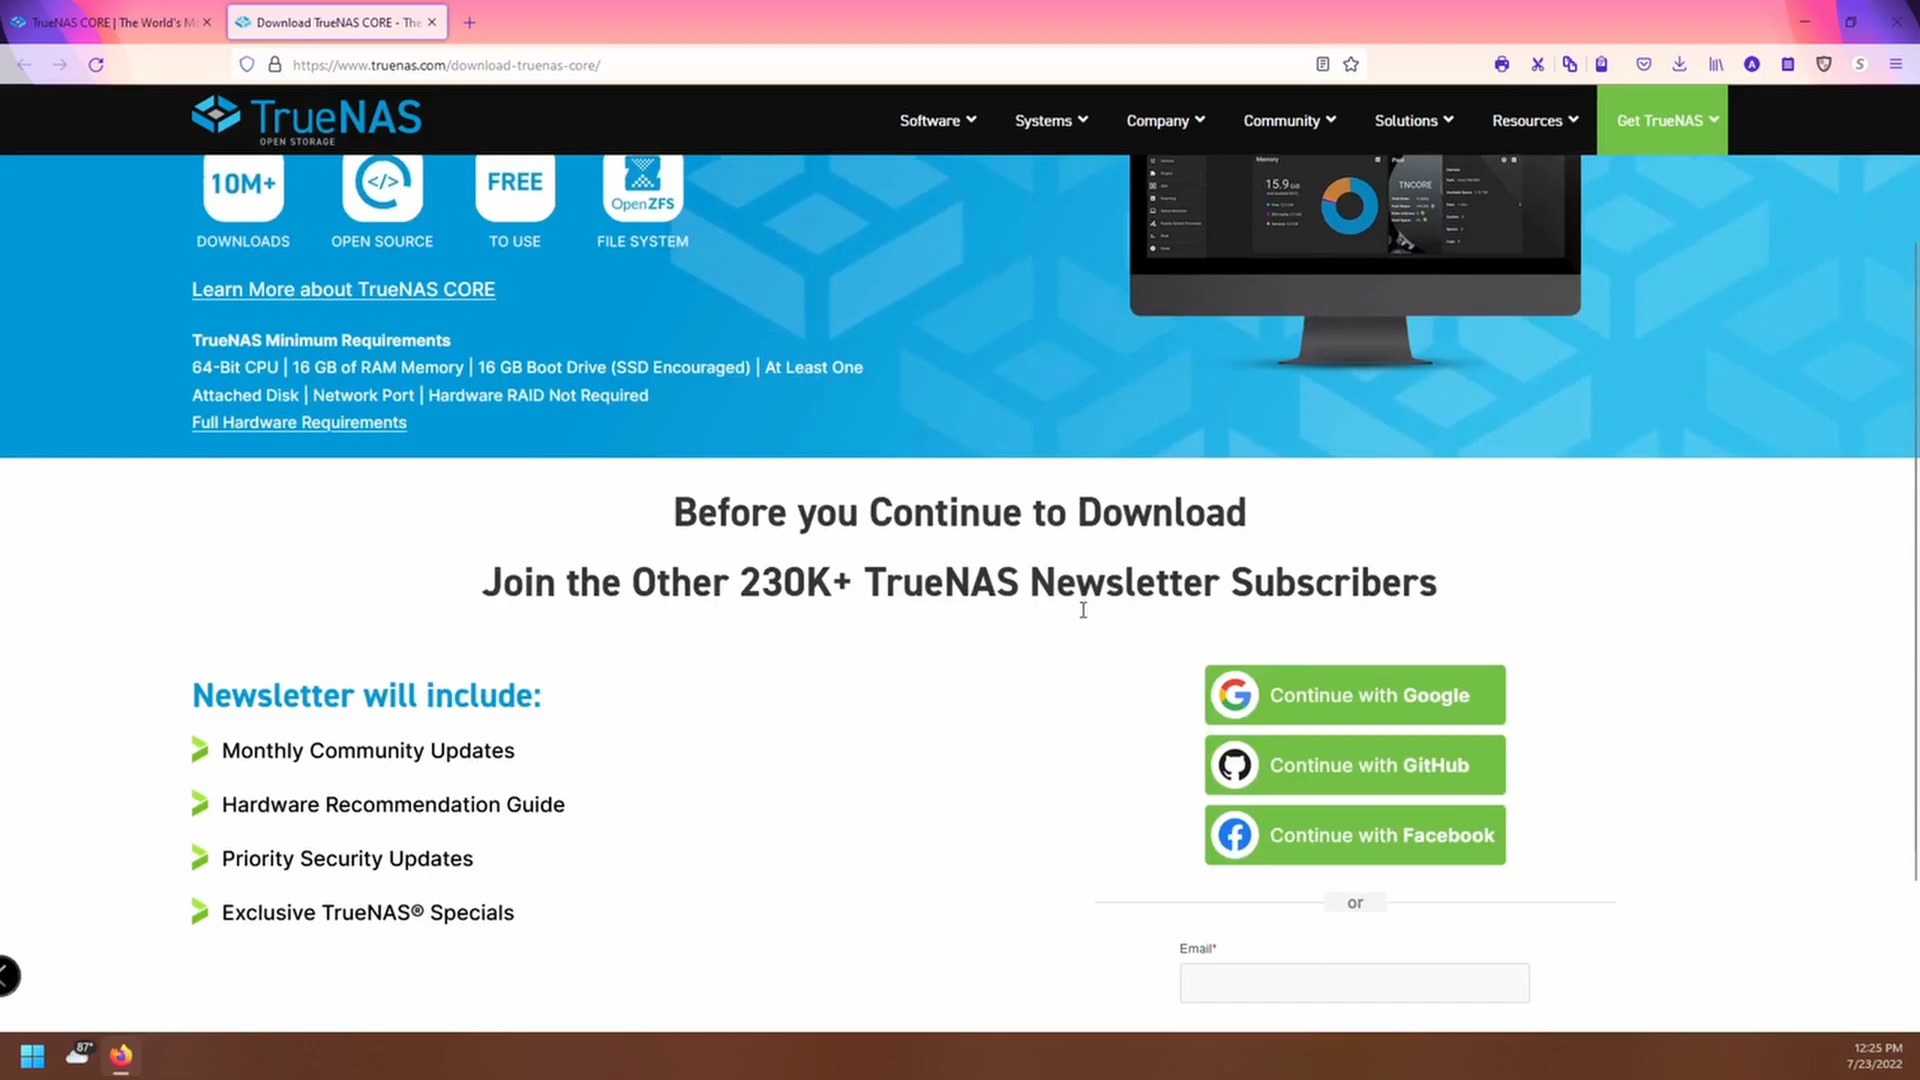 TrueNAS CORE | The World's M
Download TrueNAS CORE - The
https://www.truenas.com/download-truenas-core/
TrueNAS
OPEN STORAGE
Software
Systems
Company
Community
Solutions
Resources
Get TrueNAS
10M+
</>
FREE
OpenZFS
DOWNLOADS
OPEN SOURCE
TO USE
FILE SYSTEM
Memory
15.9 GiB
TNCORE
Learn More about TrueNAS CORE
TrueNAS Minimum Requirements
64-Bit CPU | 16 GB of RAM Memory | 16 GB Boot Drive (SSD Encouraged) | At Least One
Attached Disk | Network Port | Hardware RAID Not Required
Full Hardware Requirements
Before you Continue to Download
Join the Other 230K+ TrueNAS Newsletter Subscribers
Newsletter will include:
Monthly Community Updates
Hardware Recommendation Guide
Priority Security Updates
Exclusive TrueNAS® Specials
Continue with Google
Continue with GitHub
Continue with Facebook
or
Email*
87°
12:25 PM
7/23/2022